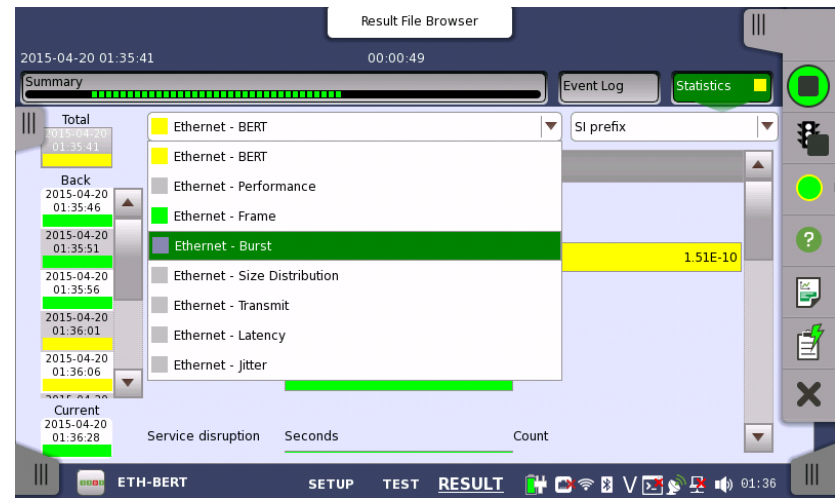 Result File Browser
2015-04-20 01:35:41 00:00:49
Summary Event Log Statistics
Total
2015-04-20
01:35:41
Ethernet - BERT SI prefix
Ethernet - BERT
Ethernet - Performance
Ethernet - Frame
Ethernet - Burst
Ethernet - Size Distribution
Ethernet - Transmit
Ethernet - Latency
Ethernet - Jitter
1.51E-10
Back
2015-04-20
01:35:46
2015-04-20
01:35:51
2015-04-20
01:35:56
2015-04-20
01:36:01
2015-04-20
01:36:06
Current
2015-04-20
01:36:28
Service disruption Seconds Count
ETH-BERT SETUP TEST RESULT 01:36